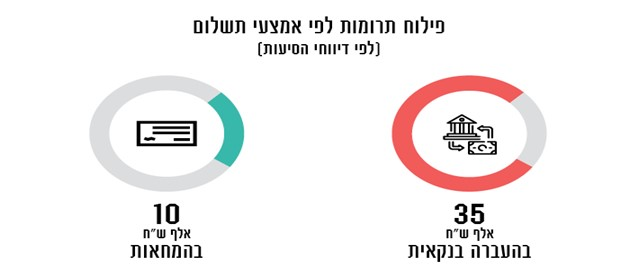 פילוח תרומות לפי אמצעי תשלום
(לפי דיווחי הסיעות)
35
אלף ש"ח
בהעברה בנקאית
10
אלף ש"ח
בהמחאות